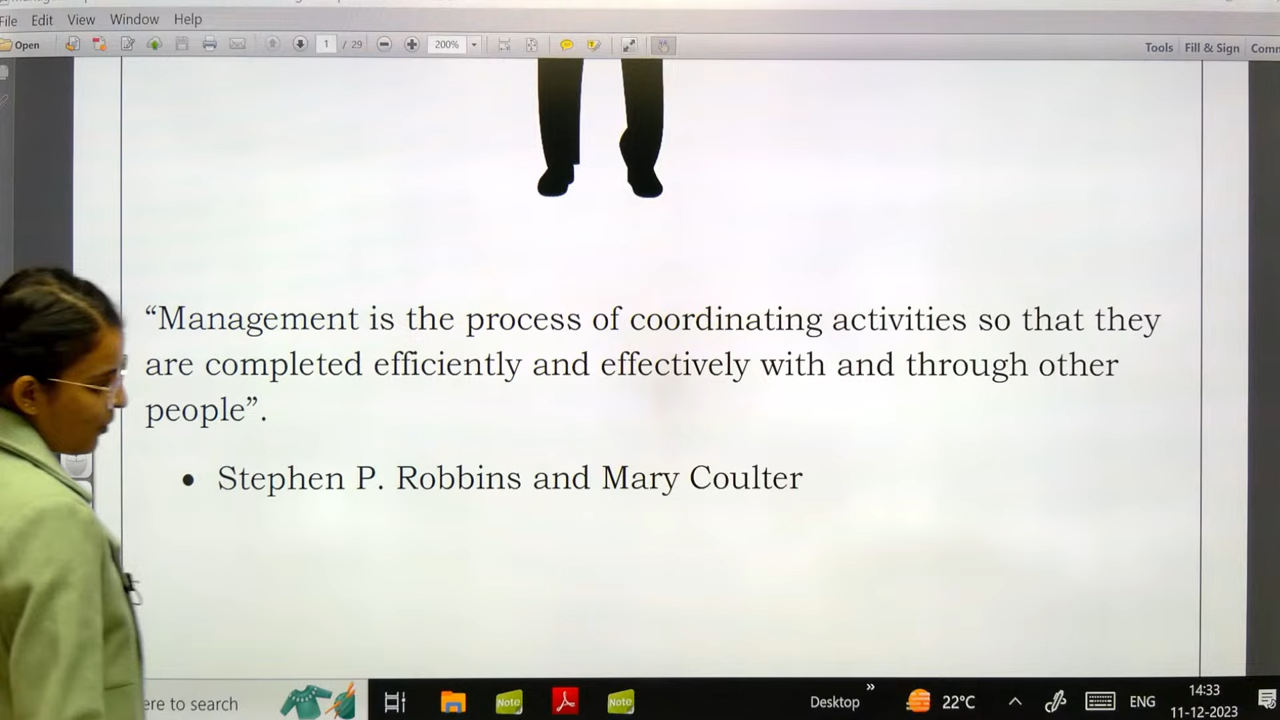 File Edit View Window Help
Open 1 / 29 200% Tools Fill & Sign
“Management is the process of coordinating activities so that they
are completed efficiently and effectively with and through other
people”.
• Stephen P. Robbins and Mary Coulter
ere to search Note Note Desktop » 22°C ENG 14:33
11-12-2023